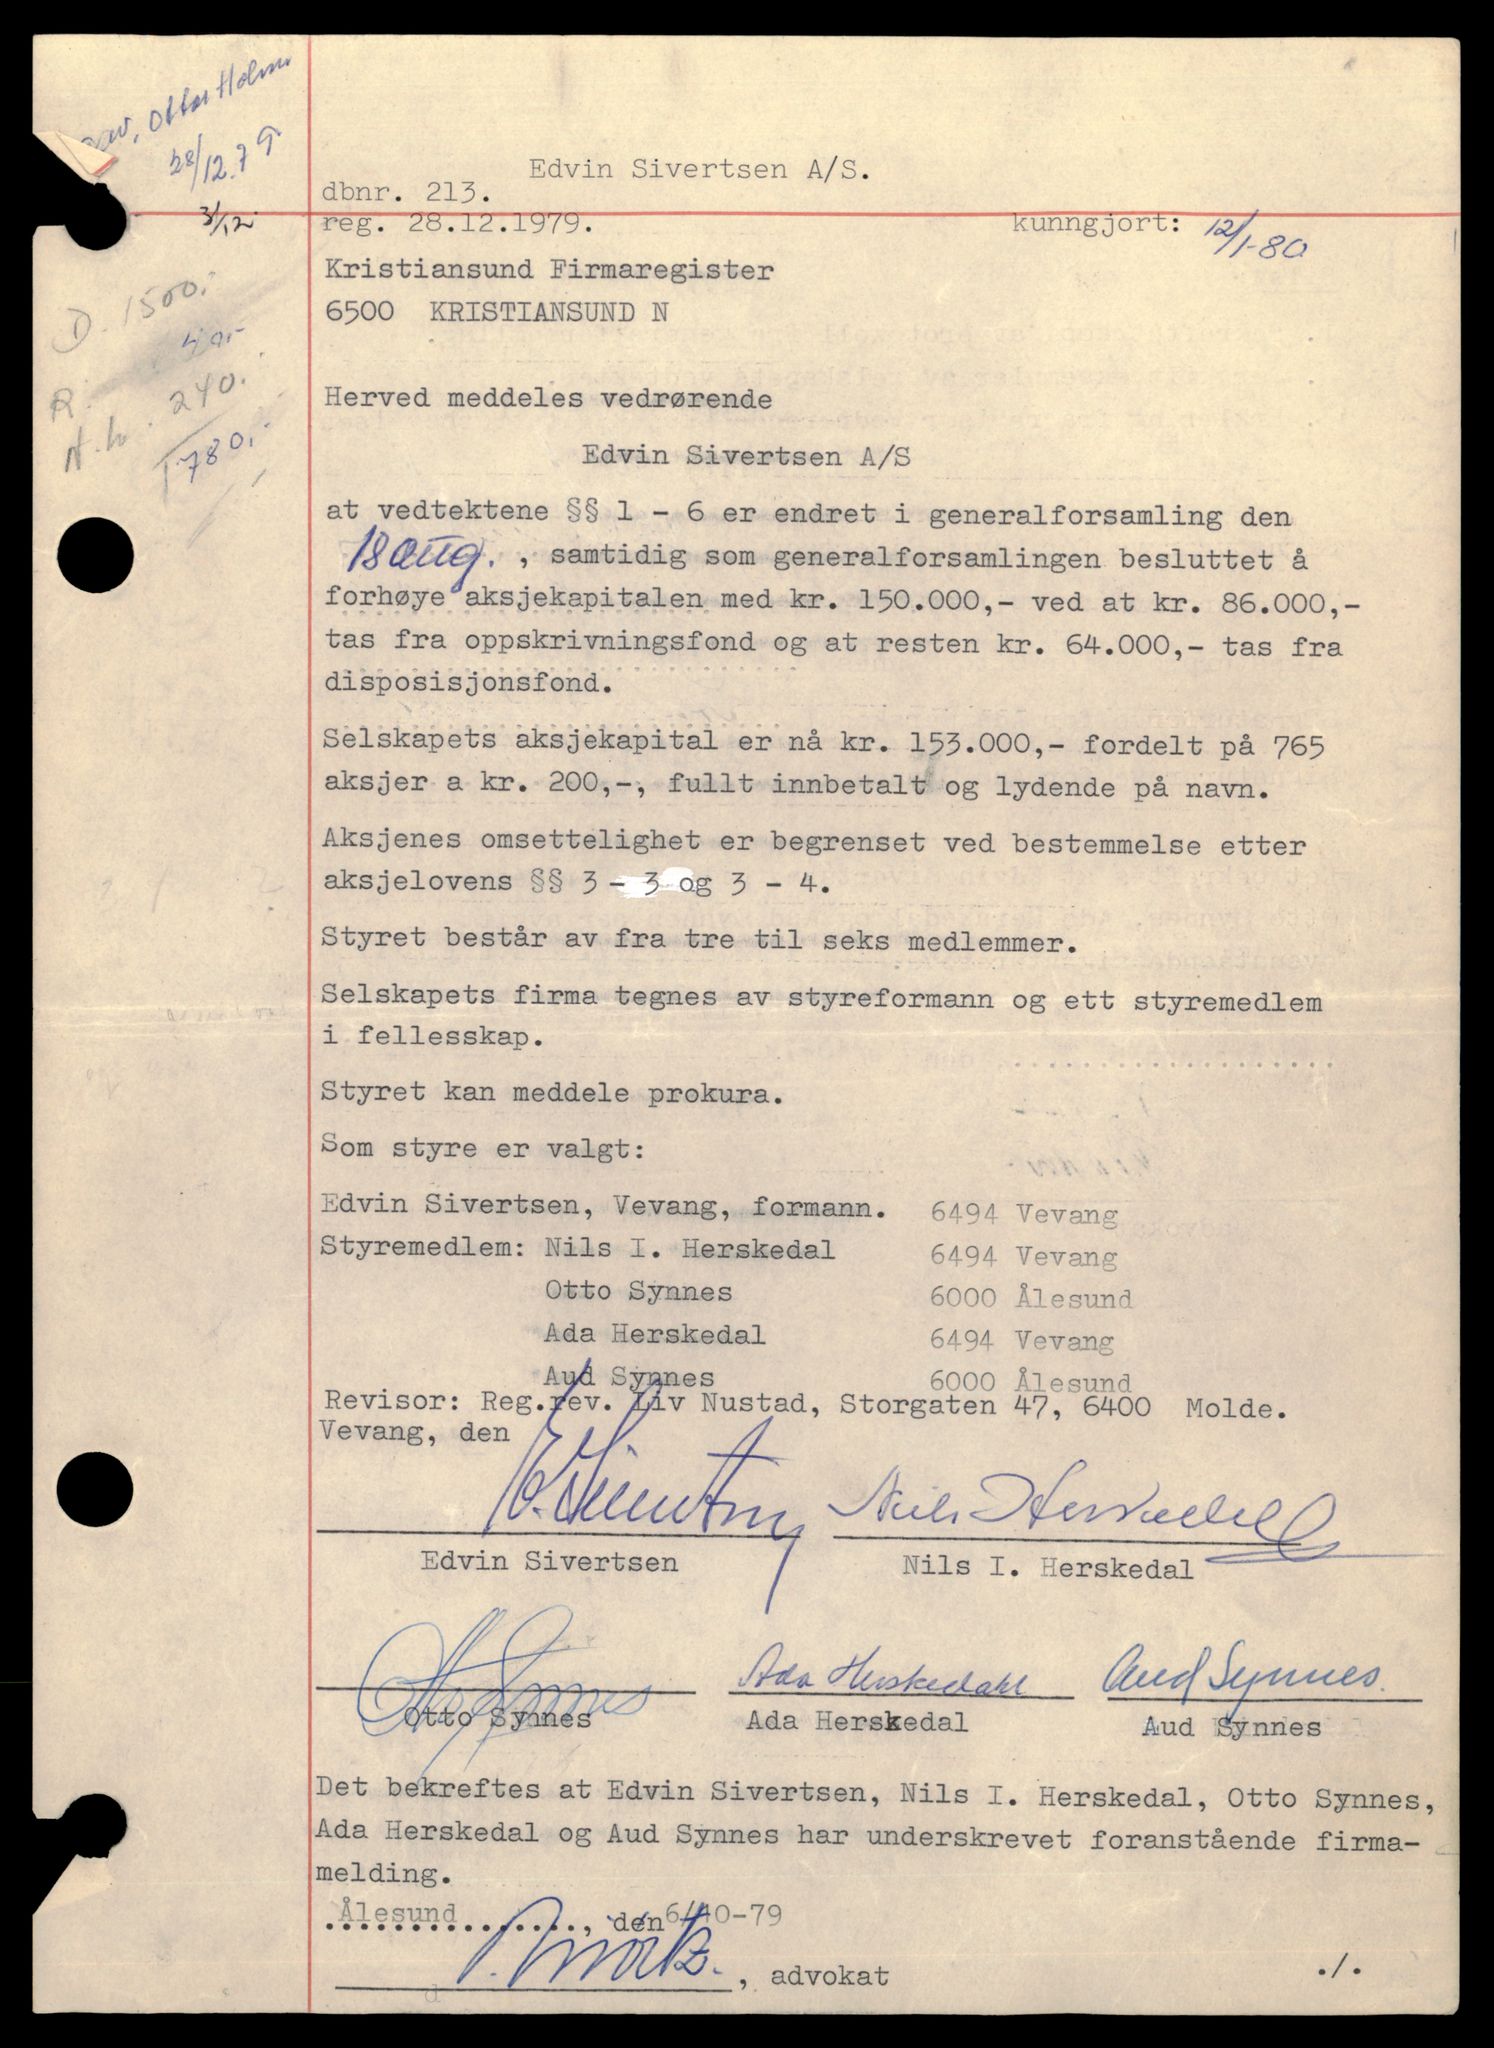 Ottar Holm
28/12.79
3/12
Edvin Sivertsen A/S.
dbnr. 213.
reg. 28.12.1979.
kunngjort: 12/1-80
Kristiansund Firmaregister
6500 KRISTIANSUND N
D. 1500.-
40.-
R.
240.-
1.780.-
Herved meddeles vedrørende
Edvin Sivertsen A/S
at vedtektene §§ 1 - 6 er endret i generalforsamling den
18 aug. , samtidig som generalforsamlingen besluttet å
forhøye aksjekapitalen med kr. 150.000,- ved at kr. 86.000,-
tas fra oppskrivningsfond og at resten kr. 64.000,- tas fra
disposisjonsfond.
Selskapets aksjekapital er nå kr. 153.000,- fordelt på 765
aksjer a kr. 200,-, fullt innbetalt og lydende på navn.
Aksjenes omsettelighet er begrenset ved bestemmelse etter
aksjelovens §§ 3 - 3 og 3 - 4.
Styret består av fra tre til seks medlemmer.
Selskapets firma tegnes av styreformann og ett styremedlem
i fellesskap.
Styret kan meddele prokura.
Som styre er valgt:
Edvin Sivertsen, Vevang, formann. 6494 Vevang
Styremedlem: Nils I. Herskedal 6494 Vevang
Otto Synnes 6000 Ålesund
Ada Herskedal 6494 Vevang
Aud Synnes 6000 Ålesund
Revisor: Reg.rev. Liv Nustad, Storgaten 47, 6400 Molde.
Vevang, den
E. Sivertsen Nils Herskedal
Edvin Sivertsen Nils I. Herskedal
Otto Synnes Ada Herskedahl Aud Synnes.
Otto Synnes Ada Herskedal Aud Synnes
Det bekreftes at Edvin Sivertsen, Nils I. Herskedal, Otto Synnes,
Ada Herskedal og Aud Synnes har underskrevet foranstående firma-
melding.
Ålesund, den 6/10-79
, advokat
./.